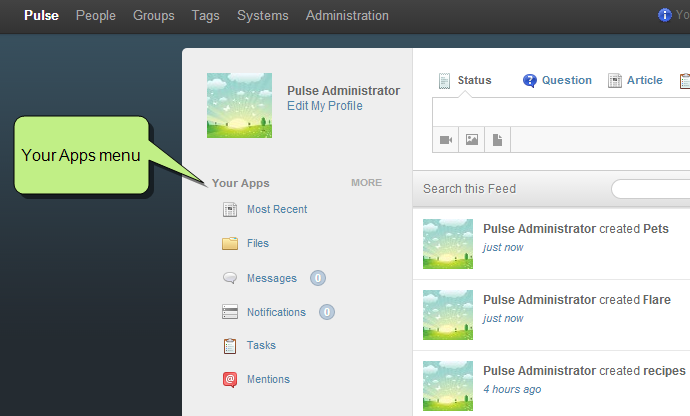 Pulse People Groups Tags Systems Administration
Yo
Pulse Administrator
Edit My Profile
Your Apps menu
Your Apps MORE
Most Recent
Files
Messages 0
Notifications 0
Tasks
Mentions
Status Question Article
Search this Feed
Pulse Administrator created Pets
just now
Pulse Administrator created Flare
just now
Pulse Administrator created recipes
4 hours ago